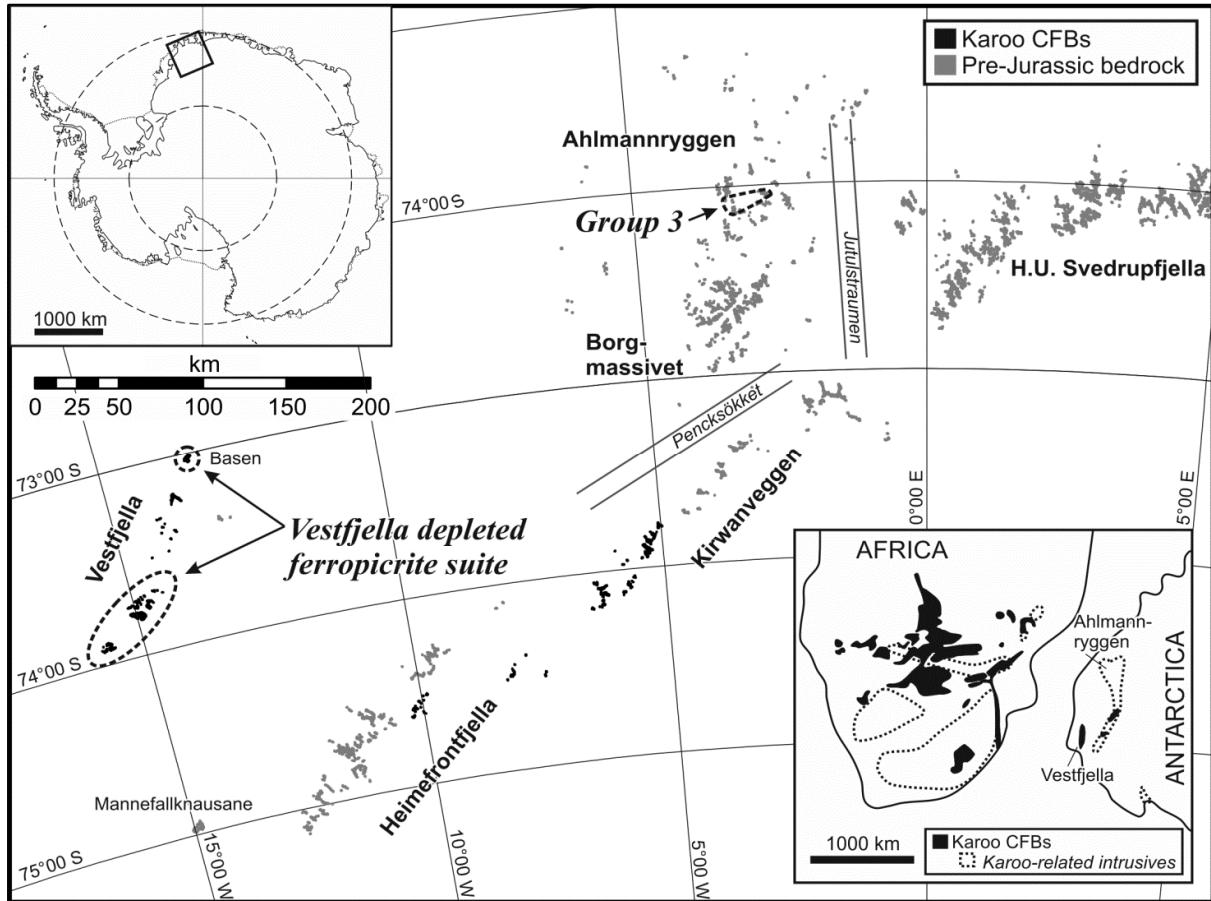 1000 km
Karoo CFBs
Pre-Jurassic bedrock
Ahlmannryggen
74°00 S
Group 3
Jutulstraumen
H.U. Svedrupfjella
Borg-
massivet
km
0 25 50 100 150 200
Pencksökket
73°00 S
Basen
Kirwanveggen
0°00 E
5°00 E
Vestfjella
Vestfjella depleted
ferropicrite suite
74°00 S
Heimefrontfjella
Mannefallknausane
75°00 S
15°00 W
10°00 W
5°00 W
AFRICA
Ahlmann-
ryggen
ANTARCTICA
Vestfjella
1000 km
Karoo CFBs
Karoo-related intrusives